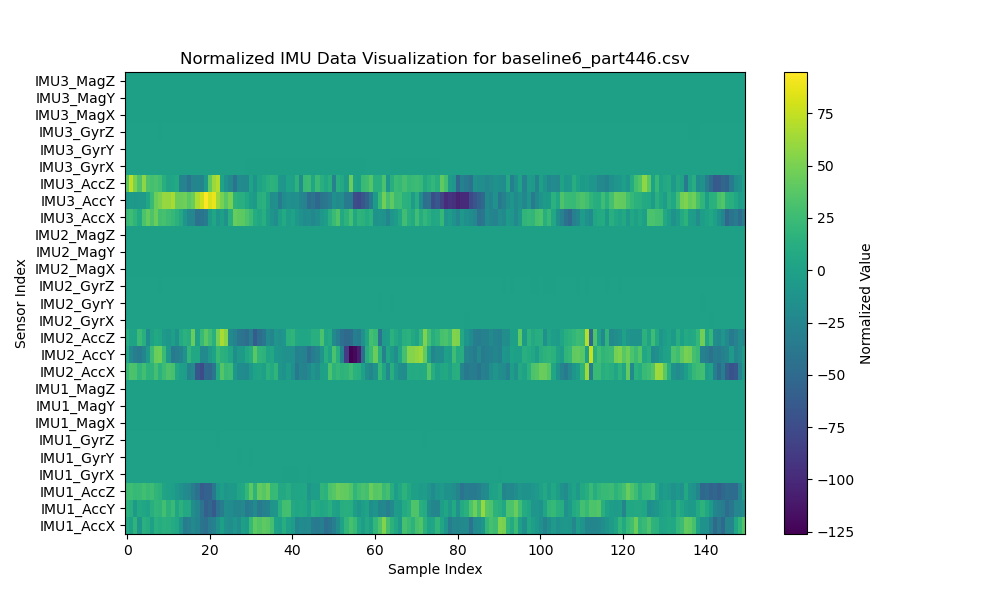 Normalized IMU Data Visualization for baseline6_part446.csv
IMU3_MagZ
IMU3_MagY
IMU3_MagX
IMU3_GyrZ
IMU3_GyrY
IMU3_GyrX
IMU3_AccZ
IMU3_AccY
IMU3_AccX
IMU2_MagZ
IMU2_MagY
IMU2_MagX
IMU2_GyrZ
IMU2_GyrY
IMU2_GyrX
IMU2_AccZ
IMU2_AccY
IMU2_AccX
IMU1_MagZ
IMU1_MagY
IMU1_MagX
IMU1_GyrZ
IMU1_GyrY
IMU1_GyrX
IMU1_AccZ
IMU1_AccY
IMU1_AccX
Sensor Index
0 20 40 60 80 100 120 140
Sample Index
75
50
25
0
−25
−50
−75
−100
−125
Normalized Value